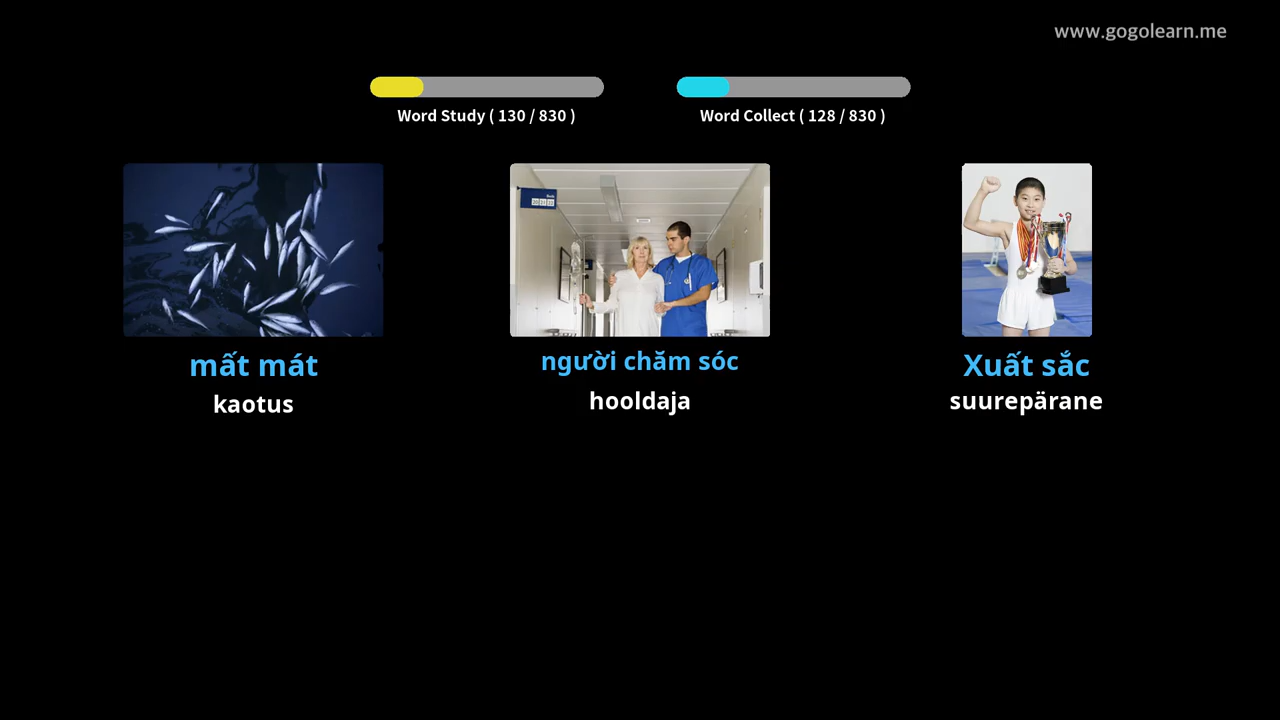 www.gogolearn.me
Word Study ( 130 / 830 )
Word Collect ( 128 / 830 )
mất mát
người chăm sóc
Xuất sắc
kaotus
hooldaja
suurepärane